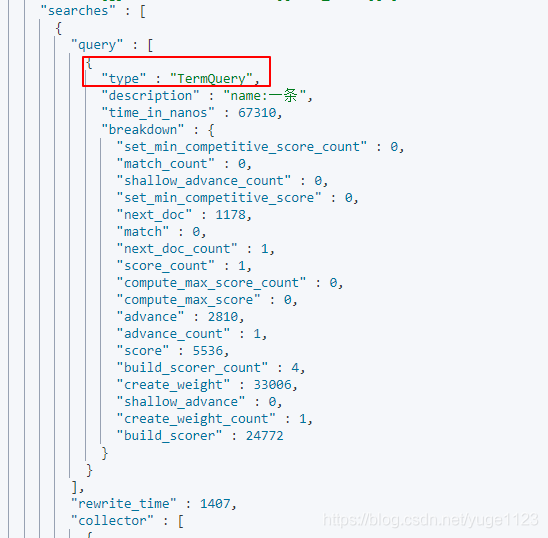 "searches" : [
{
"query" : [
{
"type" : "TermQuery",
"description" : "name:一条",
"time_in_nanos" : 67310,
"breakdown" : {
"set_min_competitive_score_count" : 0,
"match_count" : 0,
"shallow_advance_count" : 0,
"set_min_competitive_score" : 0,
"next_doc" : 1178,
"match" : 0,
"next_doc_count" : 1,
"score_count" : 1,
"compute_max_score_count" : 0,
"compute_max_score" : 0,
"advance" : 2810,
"advance_count" : 1,
"score" : 5536,
"build_scorer_count" : 4,
"create_weight" : 33006,
"shallow_advance" : 0,
"create_weight_count" : 1,
"build_scorer" : 24772
}
}
],
"rewrite_time" : 1407,
"collector" : [
https://blog.csdn.net/yuge1123